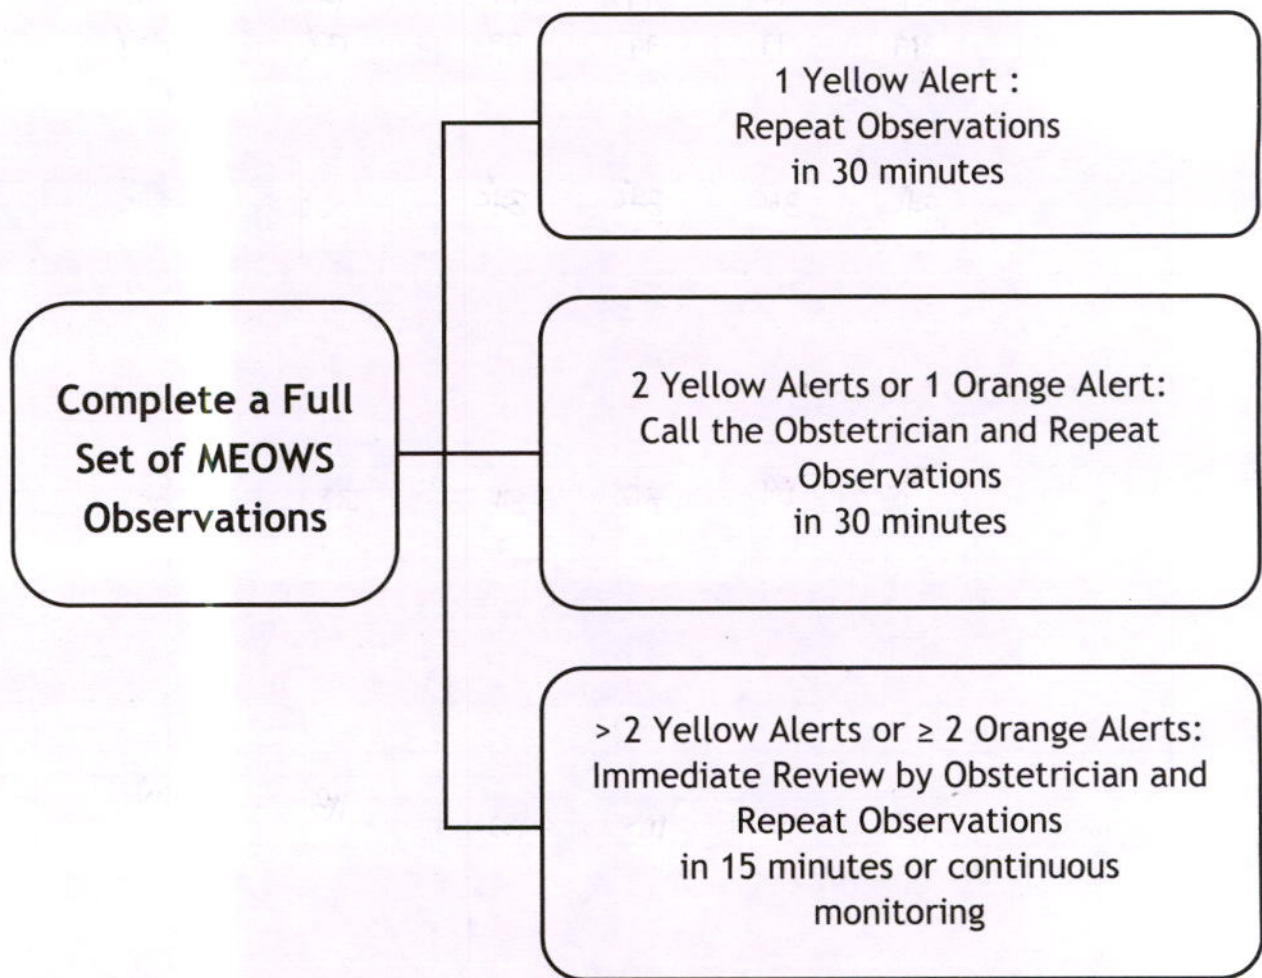 1 Yellow Alert :
Repeat Observations
in 30 minutes
Complete a Full
Set of MEOWS
Observations
2 Yellow Alerts or 1 Orange Alert:
Call the Obstetrician and Repeat
Observations
in 30 minutes
> 2 Yellow Alerts or ≥ 2 Orange Alerts:
Immediate Review by Obstetrician and
Repeat Observations
in 15 minutes or continuous
monitoring